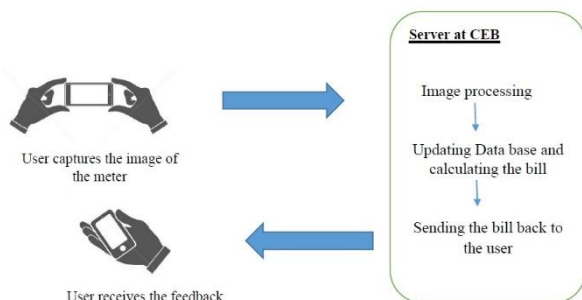 Server at CEB
Image processing
Updating Data base and
calculating the bill
Sending the bill back to
the user
User captures the image of
the meter
User receives the feedback